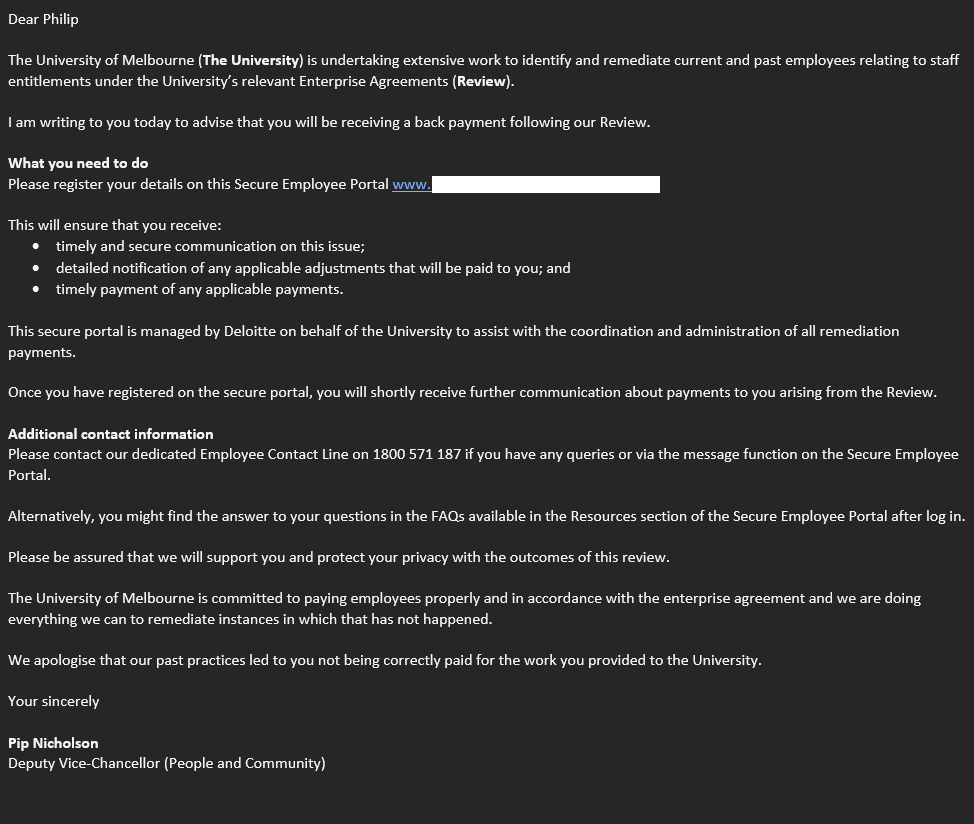 Dear Philip
The University of Melbourne (The University) is undertaking extensive work to identify and remediate current and past employees relating to staff
entitlements under the University’s relevant Enterprise Agreements (Review).
I am writing to you today to advise that you will be receiving a back payment following our Review.
What you need to do
Please register your details on this Secure Employee Portal www.
This will ensure that you receive:
• timely and secure communication on this issue;
• detailed notification of any applicable adjustments that will be paid to you; and
• timely payment of any applicable payments.
This secure portal is managed by Deloitte on behalf of the University to assist with the coordination and administration of all remediation
payments.
Once you have registered on the secure portal, you will shortly receive further communication about payments to you arising from the Review.
Additional contact information
Please contact our dedicated Employee Contact Line on 1800 571 187 if you have any queries or via the message function on the Secure Employee
Portal.
Alternatively, you might find the answer to your questions in the FAQs available in the Resources section of the Secure Employee Portal after log in.
Please be assured that we will support you and protect your privacy with the outcomes of this review.
The University of Melbourne is committed to paying employees properly and in accordance with the enterprise agreement and we are doing
everything we can to remediate instances in which that has not happened.
We apologise that our past practices led to you not being correctly paid for the work you provided to the University.
Your sincerely
Pip Nicholson
Deputy Vice-Chancellor (People and Community)